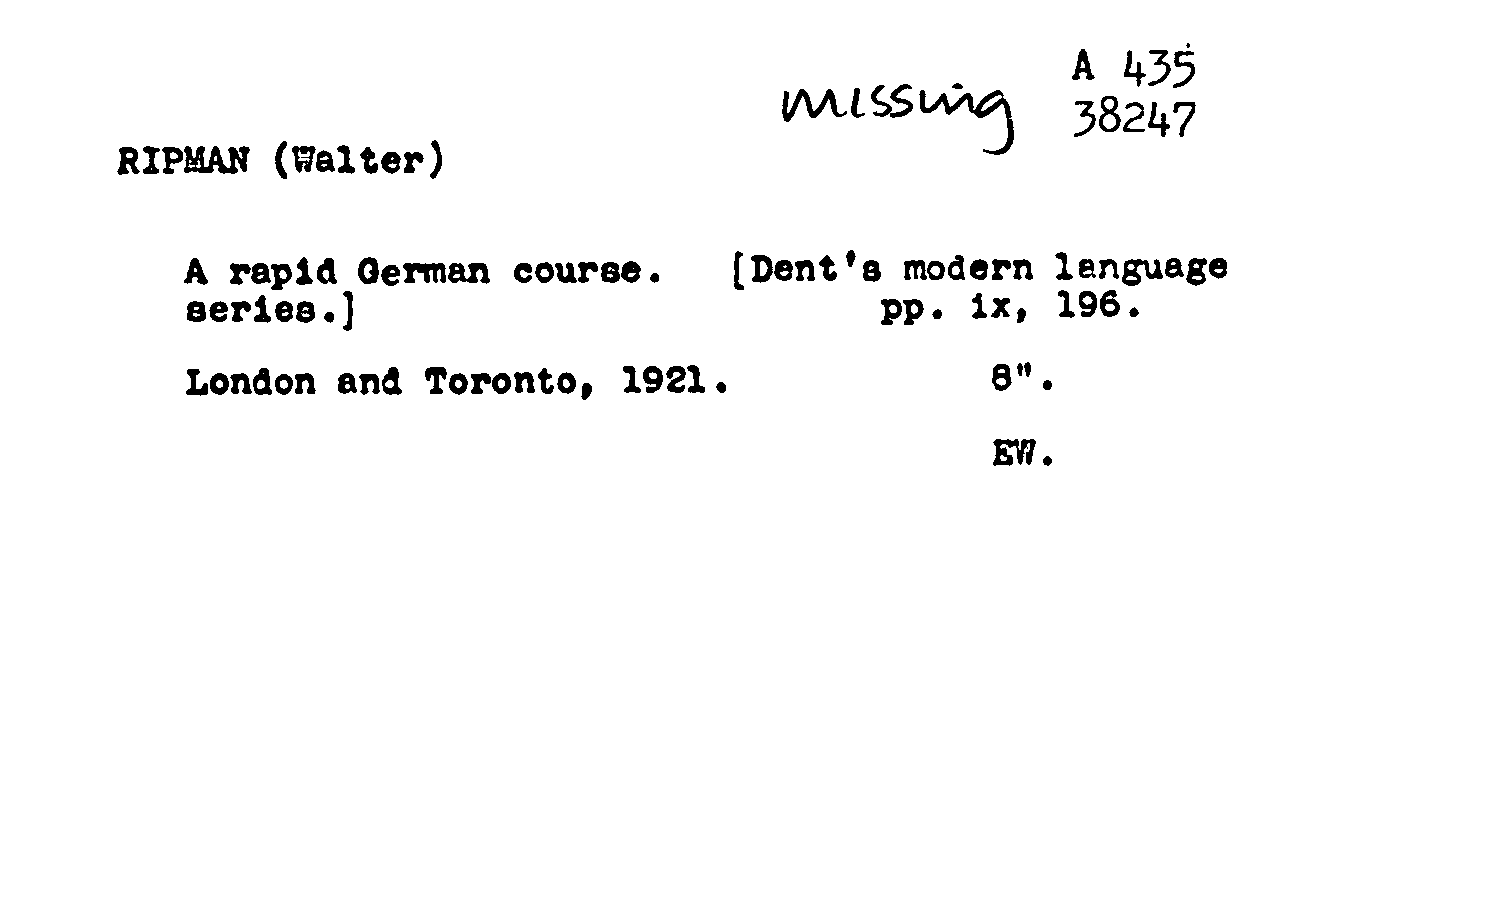 missing A 435
38247
RIPMAN (Walter)
A rapid German course. [Dent's modern language
series.] pp. ix, 196.
London and Toronto, 1921. 8".
EW.